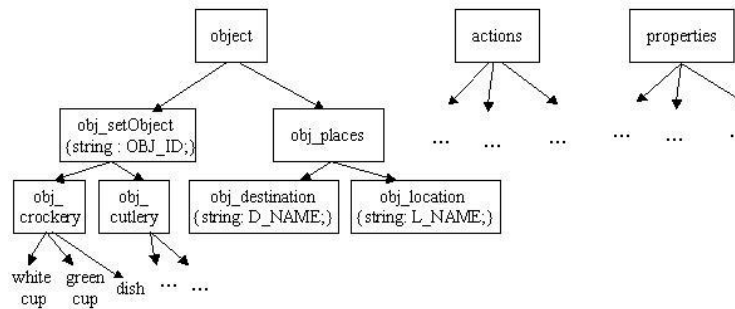 object
actions
properties
obj_setObject
{string : OBJ_ID;}
obj_places
... ... ... ... ... ...
obj_
crockery
obj_
cutlery
obj_destination
{string: D_NAME;}
obj_location
{string: L_NAME;}
white
cup
green
cup
dish
... ...